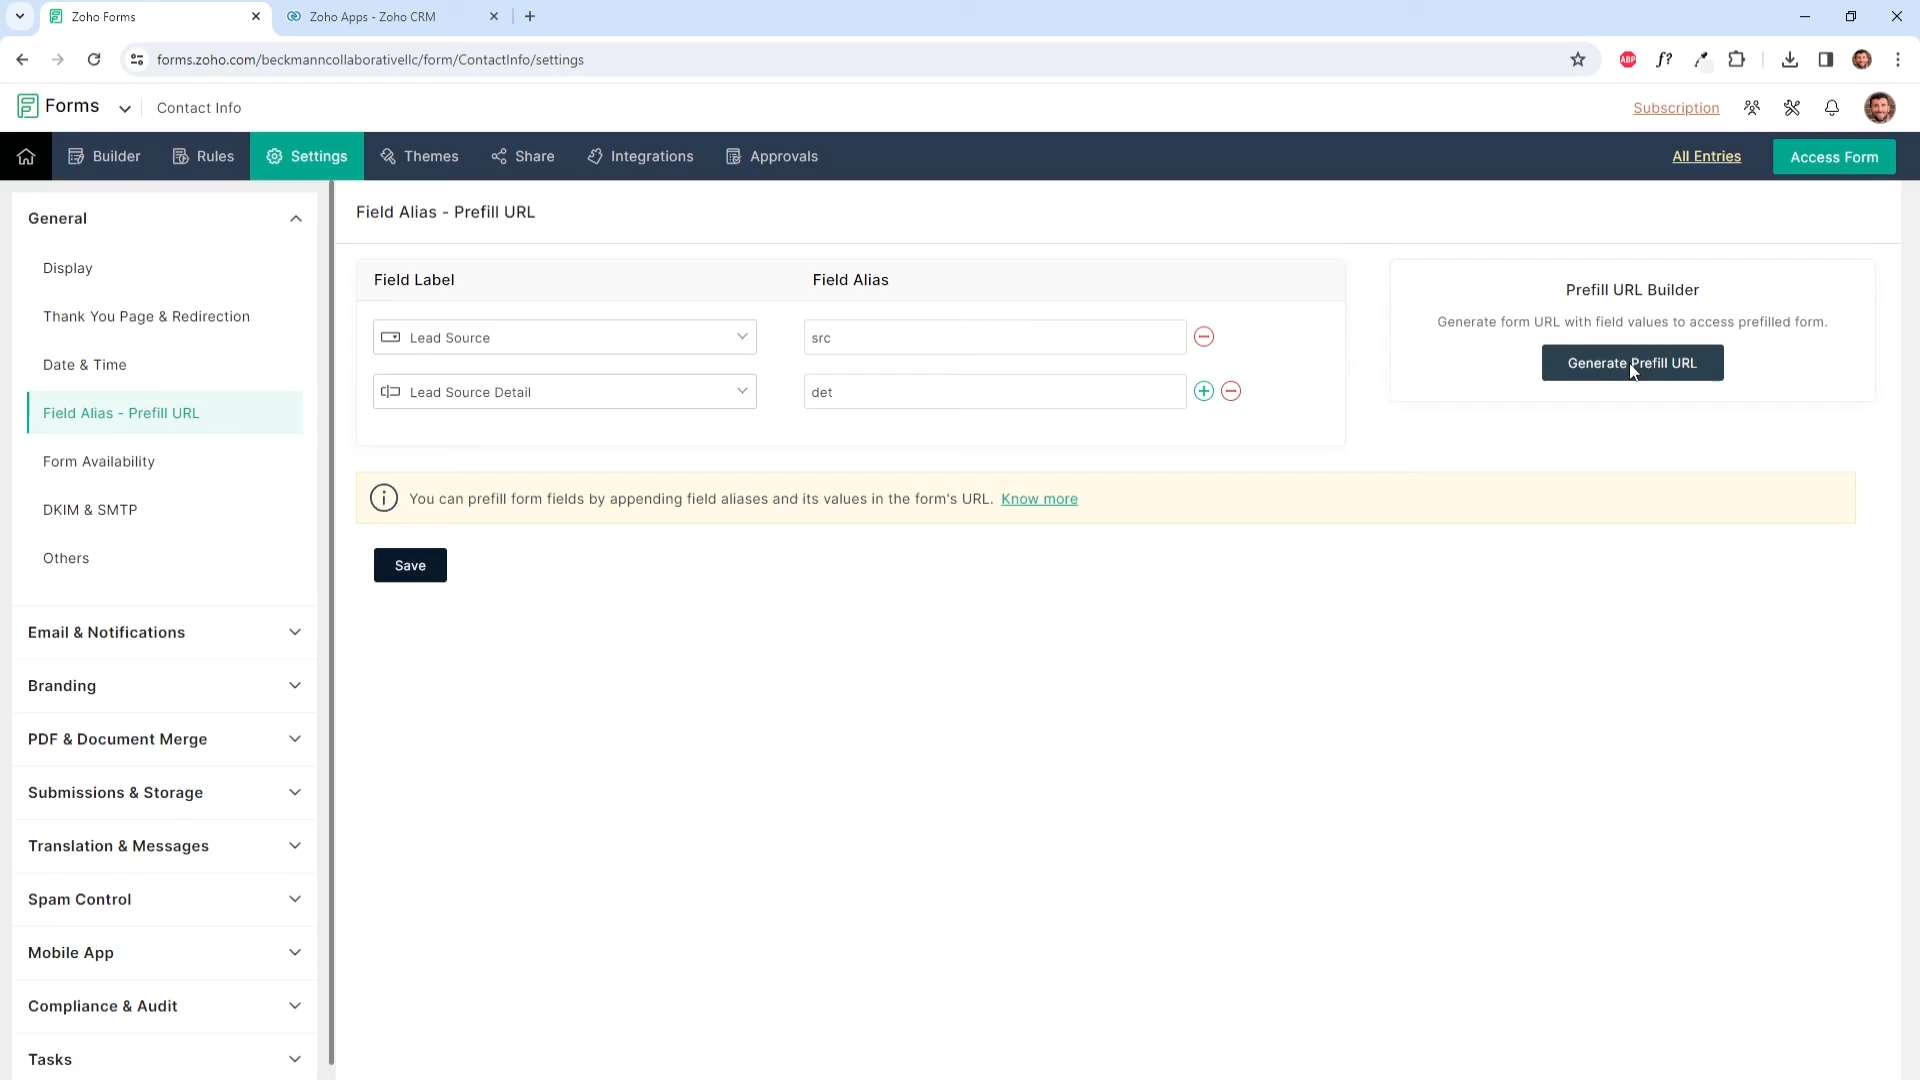 Zoho Forms
Zoho Apps - Zoho CRM
forms.zoho.com/beckmanncollaborativellc/form/ContactInfo/settings
ABP
f?
Forms
Contact Info
Subscription
Builder
Rules
Settings
Themes
Share
Integrations
Approvals
All Entries
Access Form
General
Display
Thank You Page & Redirection
Date & Time
Field Alias - Prefill URL
Form Availability
DKIM & SMTP
Others
Email & Notifications
Branding
PDF & Document Merge
Submissions & Storage
Translation & Messages
Spam Control
Mobile App
Compliance & Audit
Tasks
Field Alias - Prefill URL
Field Label
Field Alias
Lead Source
src
Lead Source Detail
det
Prefill URL Builder
Generate form URL with field values to access prefilled form.
Generate Prefill URL
You can prefill form fields by appending field aliases and its values in the form's URL. Know more
Save